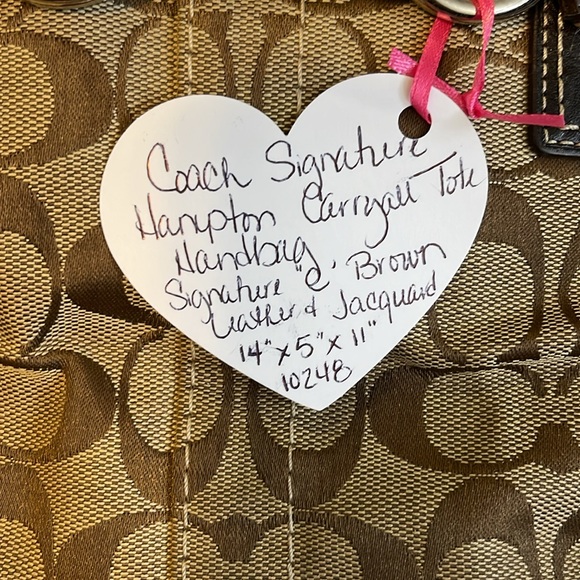 Coach Signature
Hampton Carryall Tote
Handbag,
Signature "C", Brown
Leather & Jacquard
14" x 5" x 11"
10248